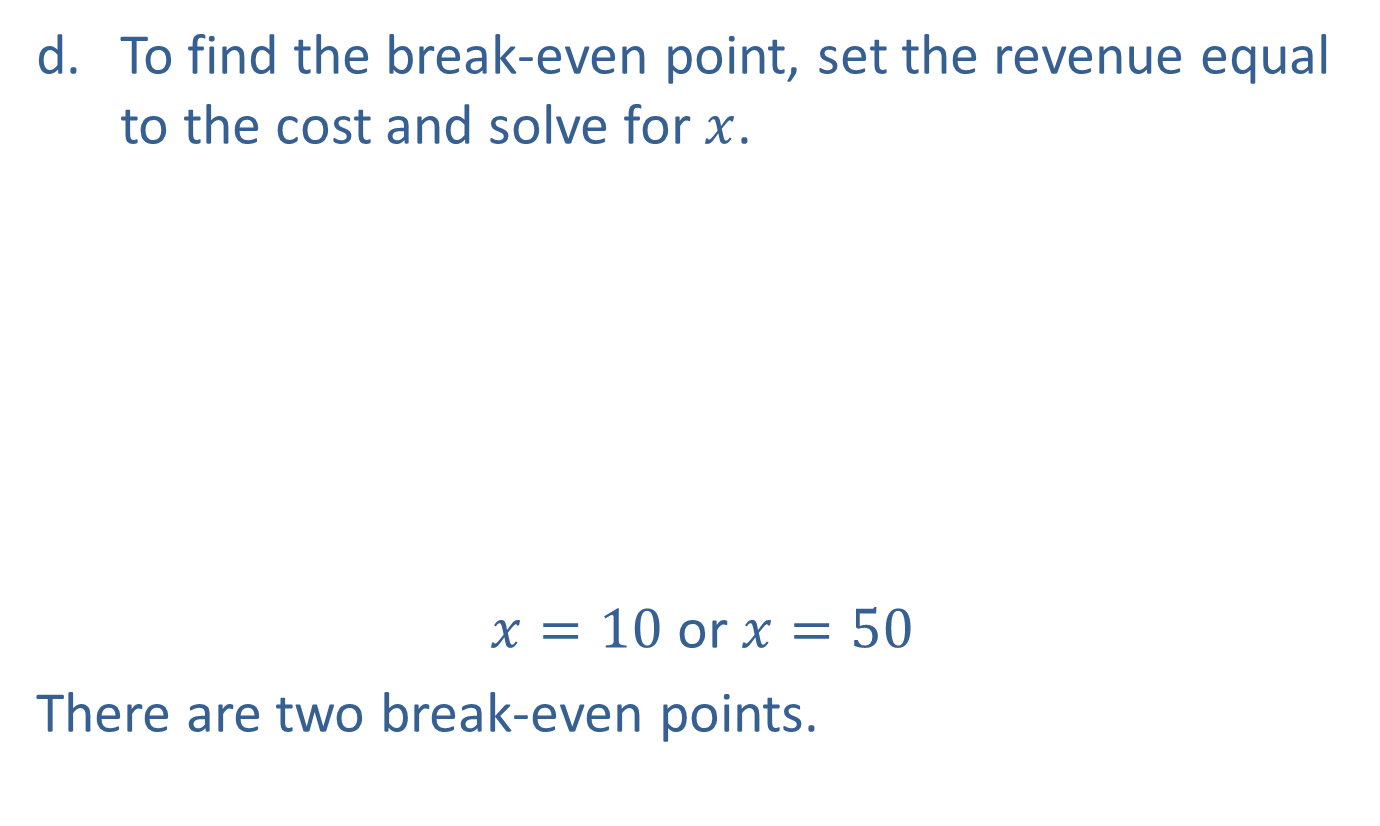 d. To find the break-even point, set the revenue equal
to the cost and solve for 𝑥.
𝑥 = 10 or 𝑥 = 50
There are two break-even points.